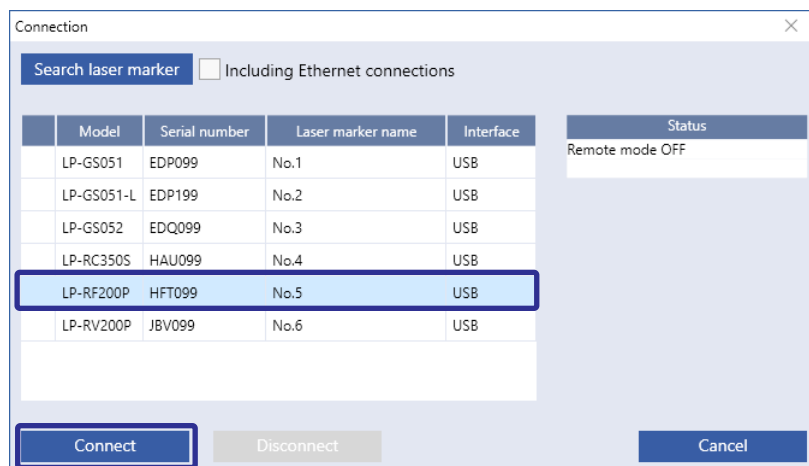 Connection
Search laser marker Including Ethernet connections
Model Serial number Laser marker name Interface Status
LP-GS051 EDP099 No.1 USB Remote mode OFF
LP-GS051-L EDP199 No.2 USB
LP-GS052 EDQ099 No.3 USB
LP-RC350S HAU099 No.4 USB
LP-RF200P HFT099 No.5 USB
LP-RV200P JBV099 No.6 USB
Connect Disconnect Cancel